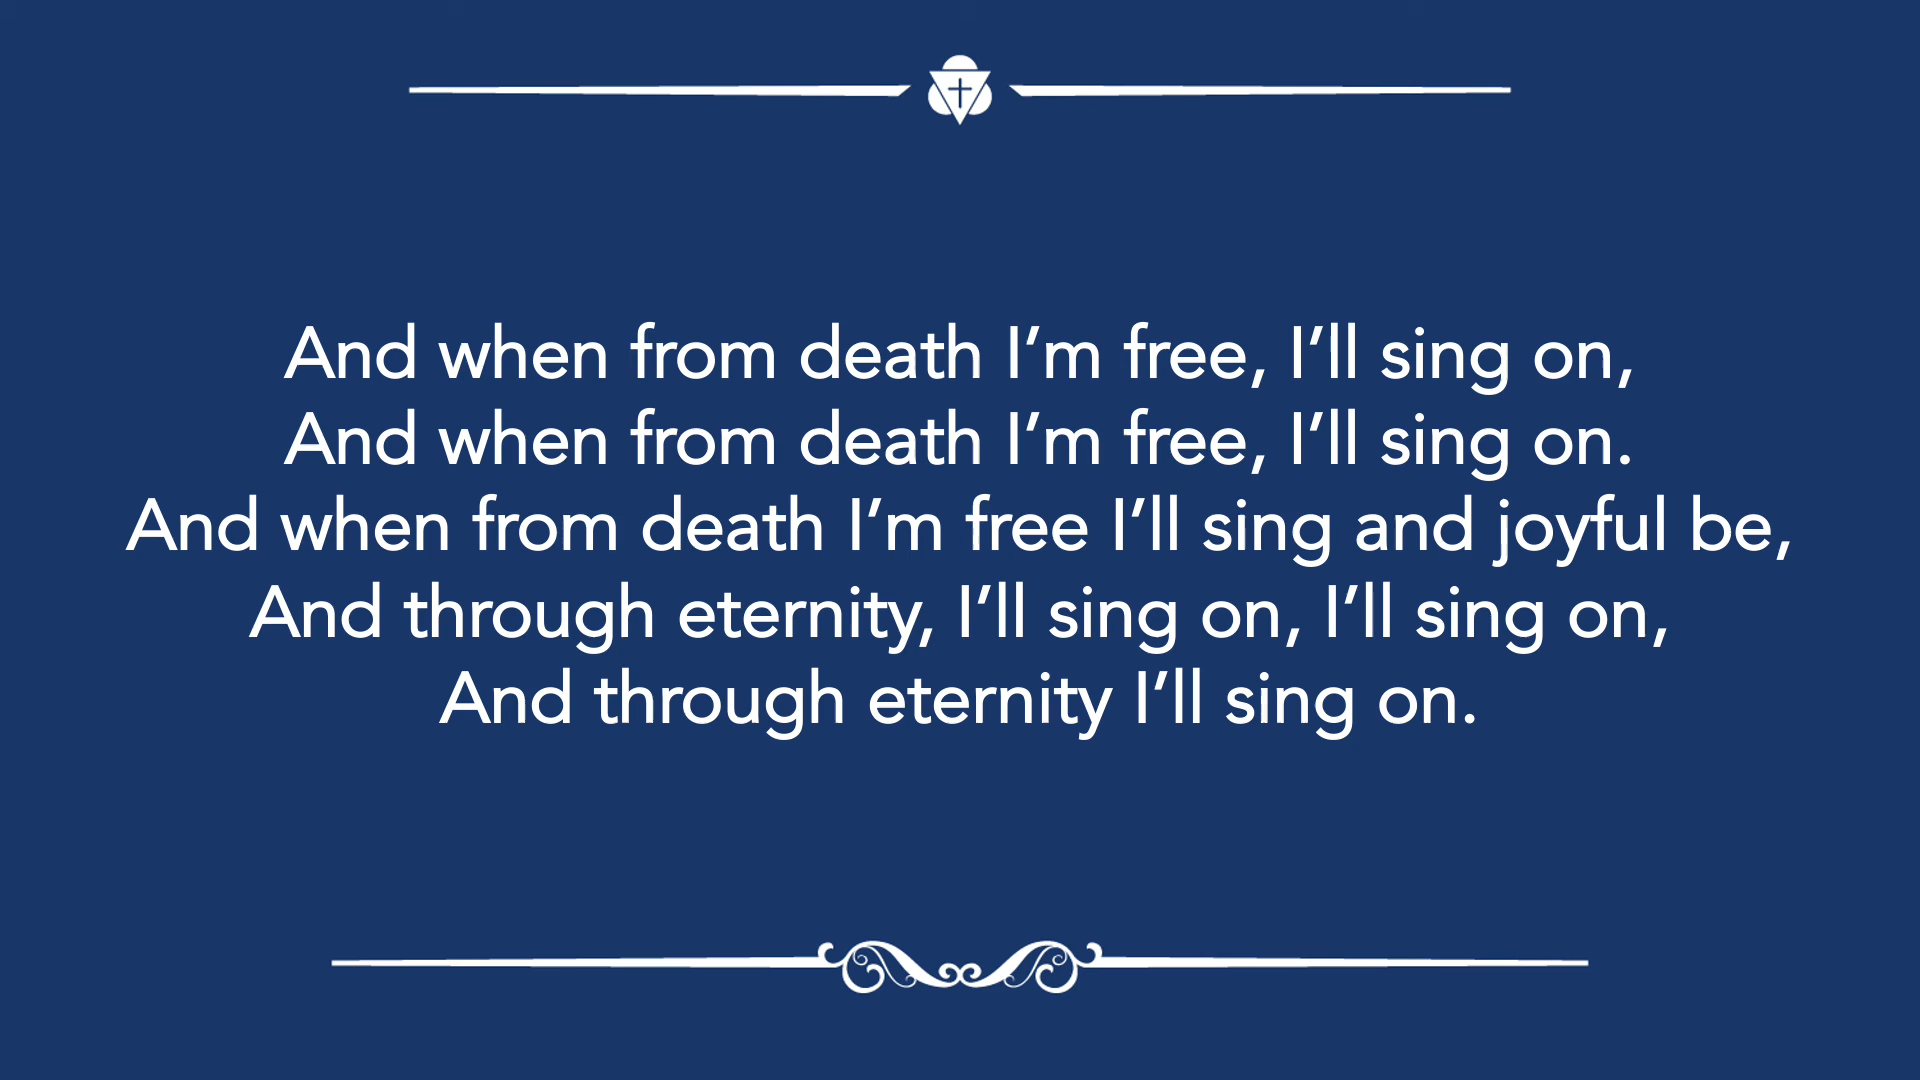 And when from death I’m free, I’ll sing on,
And when from death I’m free, I’ll sing on.
And when from death I’m free I’ll sing and joyful be,
And through eternity, I’ll sing on, I’ll sing on,
And through eternity I’ll sing on.